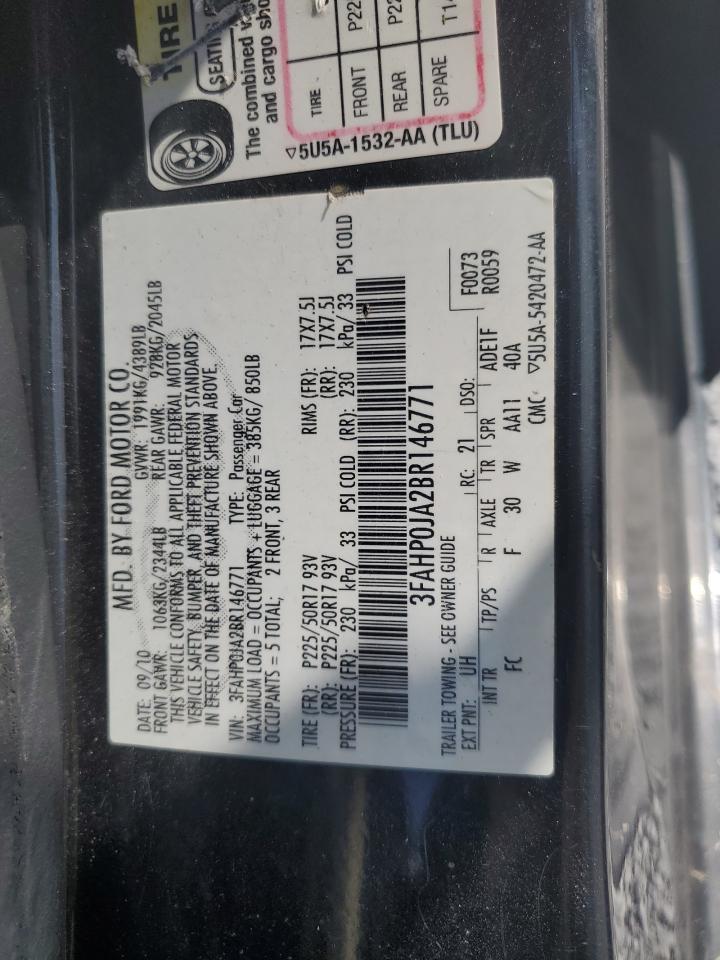 MFD. BY FORD MOTOR CO.
DATE: 09/10 GVWR: 1991KG/4389LB
FRONT GAWR: 1063KG/2344LB REAR GAWR: 928KG/2045LB
THIS VEHICLE CONFORMS TO ALL APPLICABLE FEDERAL MOTOR
VEHICLE SAFETY, BUMPER, AND THEFT PREVENTION STANDARDS
IN EFFECT ON THE DATE OF MANUFACTURE SHOWN ABOVE.
VIN: 3FAHP0JA2BR146771 TYPE: Passenger Car
MAXIMUM LOAD = OCCUPANTS + LUGGAGE = 385KG/ 850LB
OCCUPANTS = 5 TOTAL; 2 FRONT, 3 REAR
TIRE (FR): P225/50R17 93V RIMS (FR): 17X7.5J
(RR): P225/50R17 93V (RR): 17X7.5J
PRESSURE (FR): 230 kPa/ 33 PSI COLD (RR): 230 kPa/ 33 PSI COLD
3FAHP0JA2BR146771
TRAILER TOWING - SEE OWNER GUIDE F0073
EXT PNT: UH RC: 21 DSO: R0059
INT TR TP/PS R AXLE TR SPR ADE1F
FC F 30 W AA11 40A
CMC ▽5U5A-5420472-AA
TIRE
SEATING
The combined
and cargo
TIRE
FRONT P22
REAR P22
SPARE T14
▽5U5A-1532-AA (TLU)